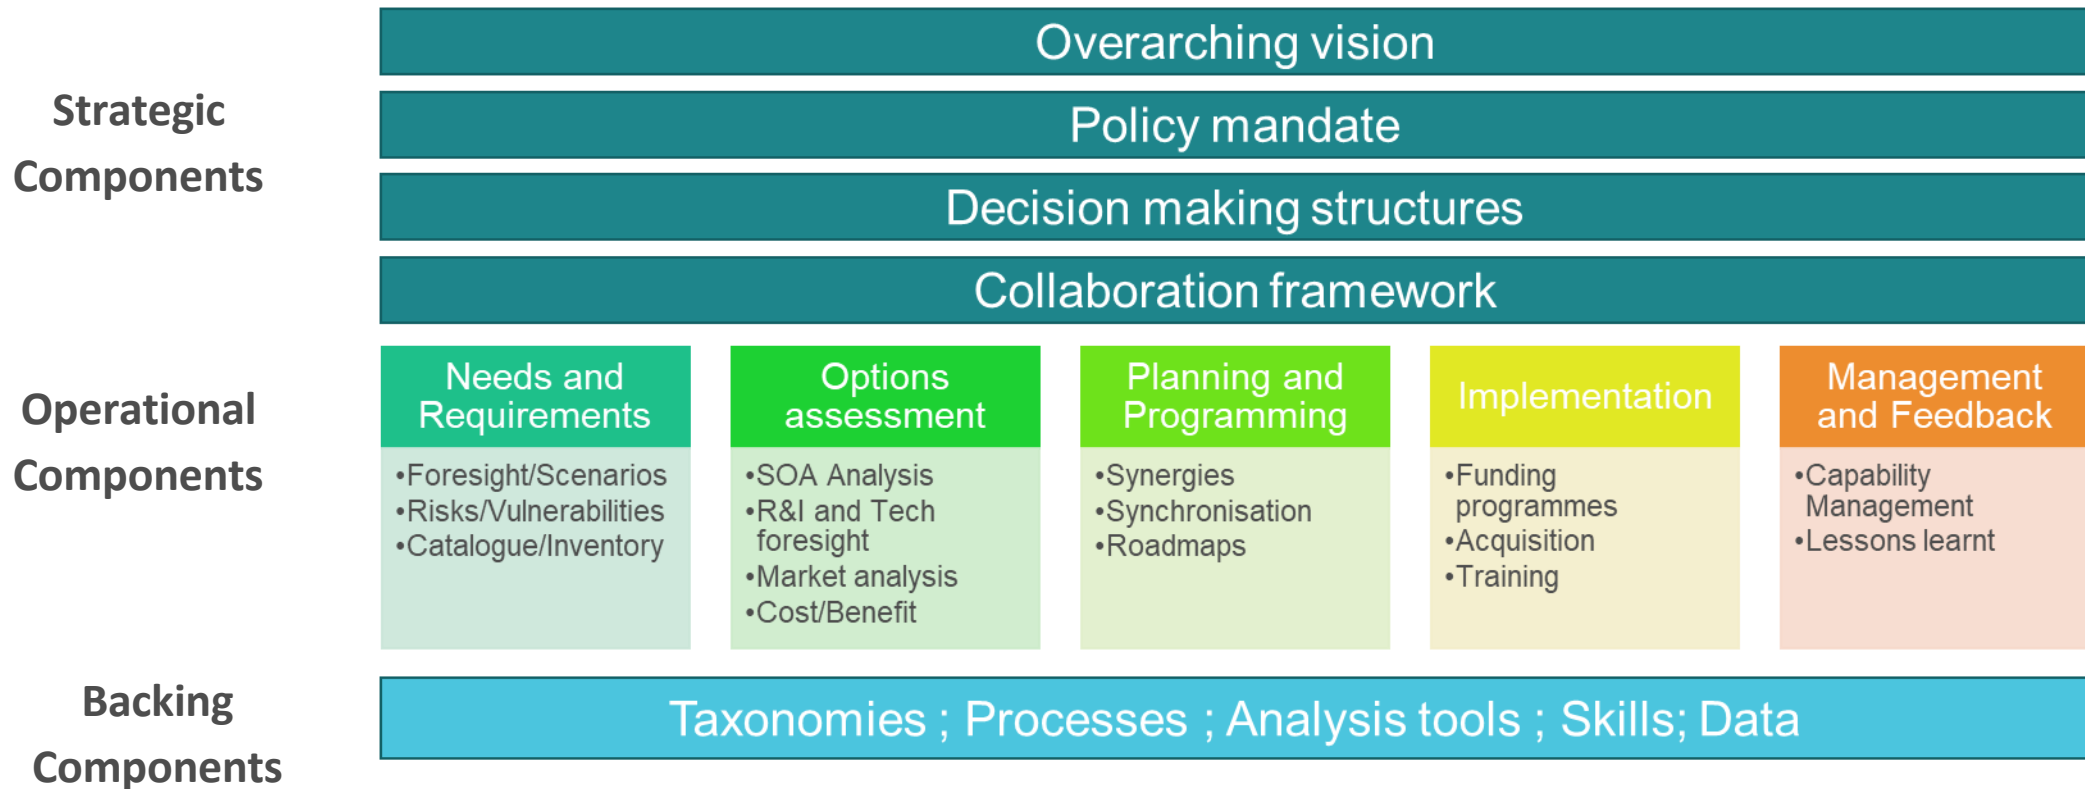 Strategic
Components
Overarching vision
Policy mandate
Decision making structures
Collaboration framework
Operational
Components
Needs and
Requirements
•Foresight/Scenarios
•Risks/Vulnerabilities
•Catalogue/Inventory
Options
assessment
•SOA Analysis
•R&I and Tech
foresight
•Market analysis
•Cost/Benefit
Planning and
Programming
•Synergies
•Synchronisation
•Roadmaps
Implementation
•Funding
programmes
•Acquisition
•Training
Management
and Feedback
•Capability
Management
•Lessons learnt
Backing
Components
Taxonomies ; Processes ; Analysis tools ; Skills; Data